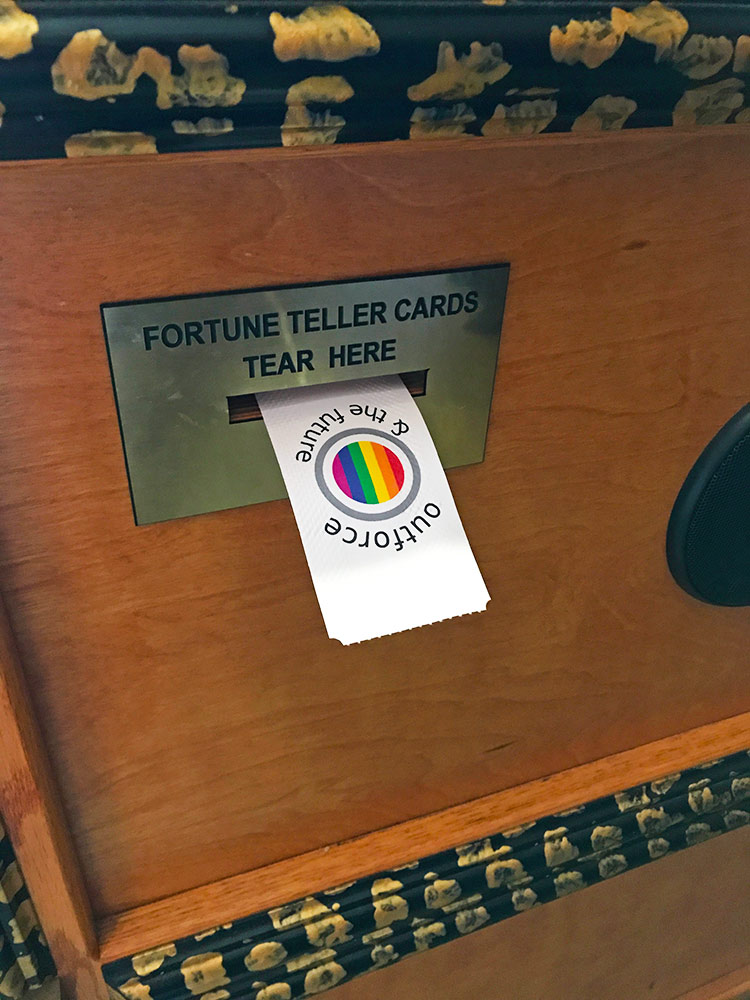 FORTUNE TELLER CARDS
TEAR HERE
& the future
outforce